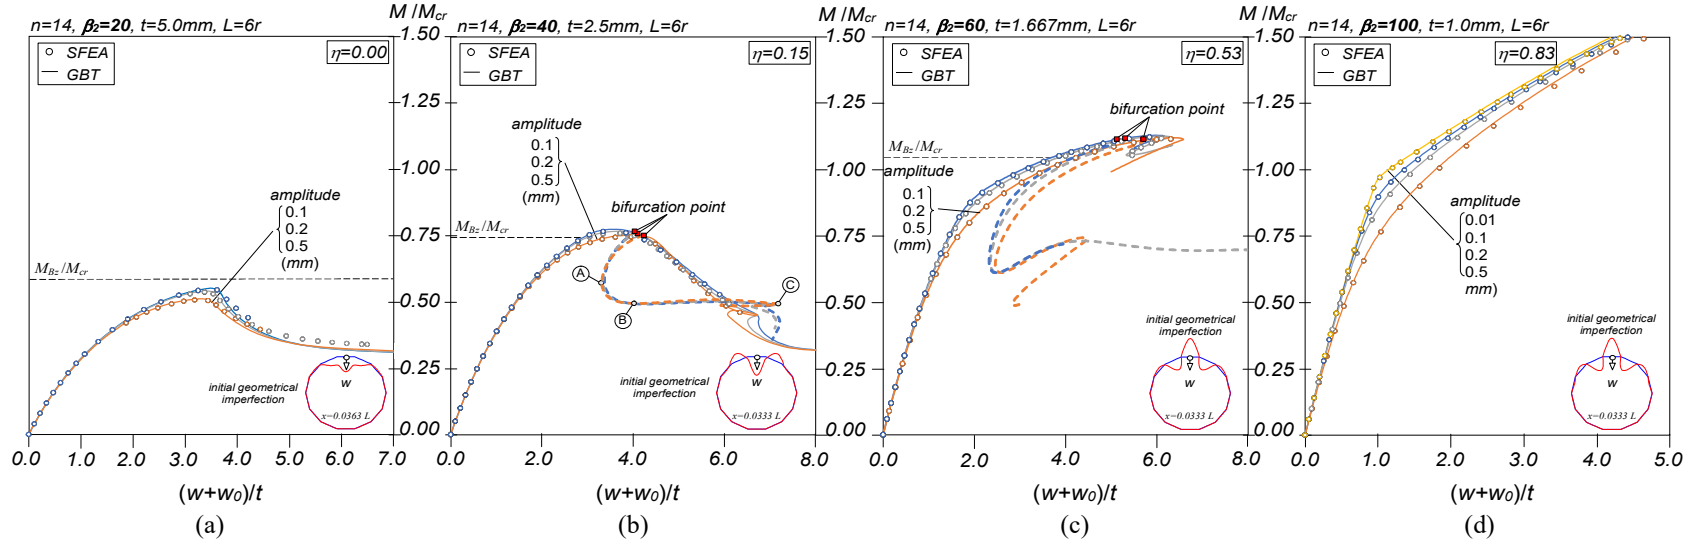 n=14, β2=20, t=5.0mm, L=6r
M /Mcr
SFEA
GBT
η=0.00
1.50
1.25
1.00
0.75
0.50
0.25
0.00
amplitude
0.1
0.2
0.5
(mm)
MBz/Mcr
initial geometrical
imperfection
w
x=0.0363 L
0.0 1.0 2.0 3.0 4.0 5.0 6.0 7.0
(w+w0)/t
(a)
n=14, β2=40, t=2.5mm, L=6r
M /Mcr
SFEA
GBT
η=0.15
1.50
1.25
1.00
0.75
0.50
0.25
0.00
amplitude
0.1
0.2
0.5
(mm)
bifurcation point
MBz/Mcr
A
B
C
initial geometrical
imperfection
w
x=0.0333 L
0.0 2.0 4.0 6.0 8.0
(w+w0)/t
(b)
n=14, β2=60, t=1.667mm, L=6r
M /Mcr
SFEA
GBT
η=0.53
1.50
1.25
1.00
0.75
0.50
0.25
0.00
bifurcation point
MBz/Mcr
amplitude
0.1
0.2
0.5
(mm)
initial geometrical
imperfection
w
x=0.0333 L
0.0 2.0 4.0 6.0 8.0
(w+w0)/t
(c)
n=14, β2=100, t=1.0mm, L=6r
SFEA
GBT
η=0.83
amplitude
0.01
0.1
0.2
0.5
(mm)
initial geometrical
imperfection
w
x=0.0333 L
0.0 1.0 2.0 3.0 4.0 5.0
(w+w0)/t
(d)